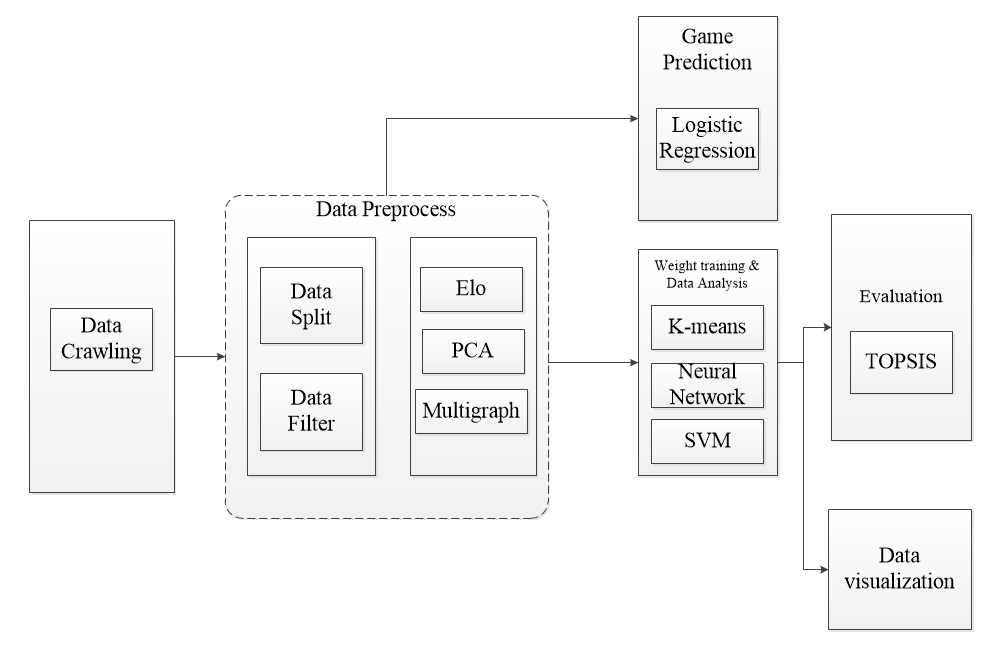 Data
Crawling
Data Preprocess
Data
Split
Data
Filter
Elo
PCA
Multigraph
Game
Prediction
Logistic
Regression
Weight training &
Data Analysis
K-means
Neural
Network
SVM
Evaluation
TOPSIS
Data
visualization